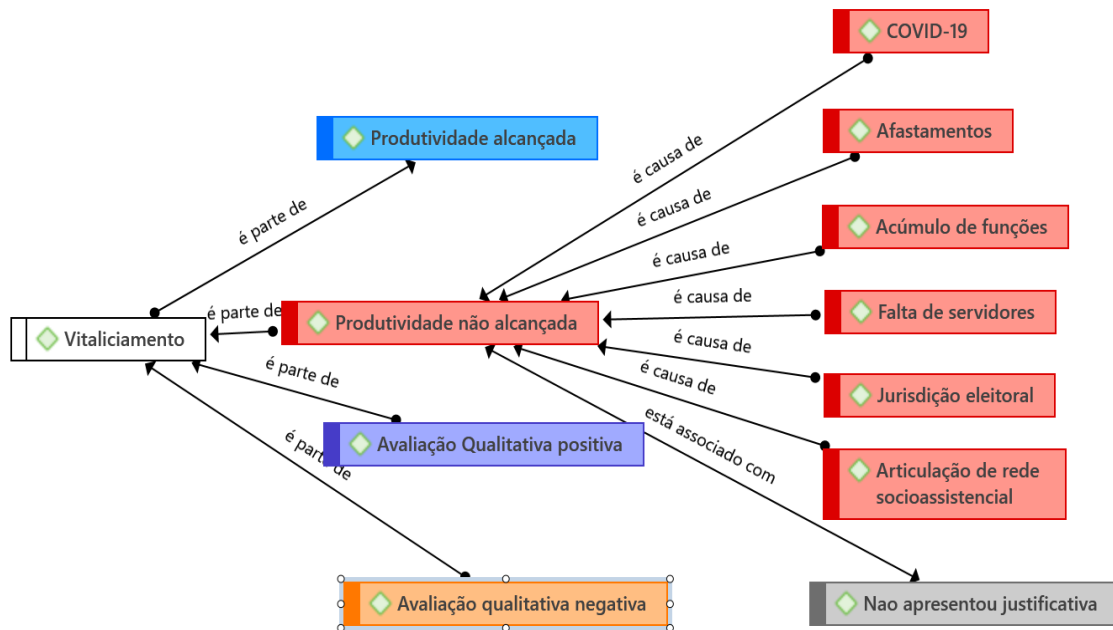 COVID-19
Afastamentos
Produtividade alcançada
é causa de
é parte de
é causa de
Acúmulo de funções
é causa de
é causa de
Falta de servidores
é parte de
Produtividade não alcançada
Vitaliciamento
é causa de
é parte de
é causa de
Jurisdição eleitoral
está associado com
Avaliação Qualitativa positiva
é parte de
Articulação de rede
socioassistencial
Avaliação qualitativa negativa
Nao apresentou justificativa